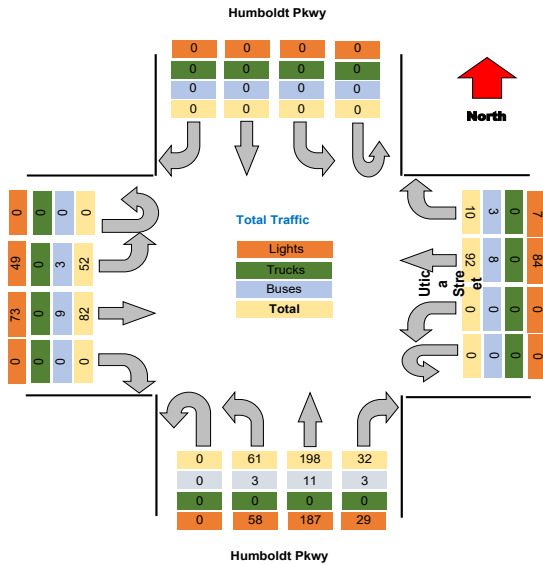 Humboldt Pkwy
0 0 0 0
0 0 0 0
0 0 0 0
0 0 0 0
North
0 0 0 0
49 0 3 52
73 0 9 82
0 0 0 0
Total Traffic
Lights
Trucks
Buses
Total
10 3 0 7
92 8 0 84
0 0 0 0
0 0 0 0
Utic
a
Stre
et
0 61 198 32
0 3 11 3
0 0 0 0
0 58 187 29
Humboldt Pkwy